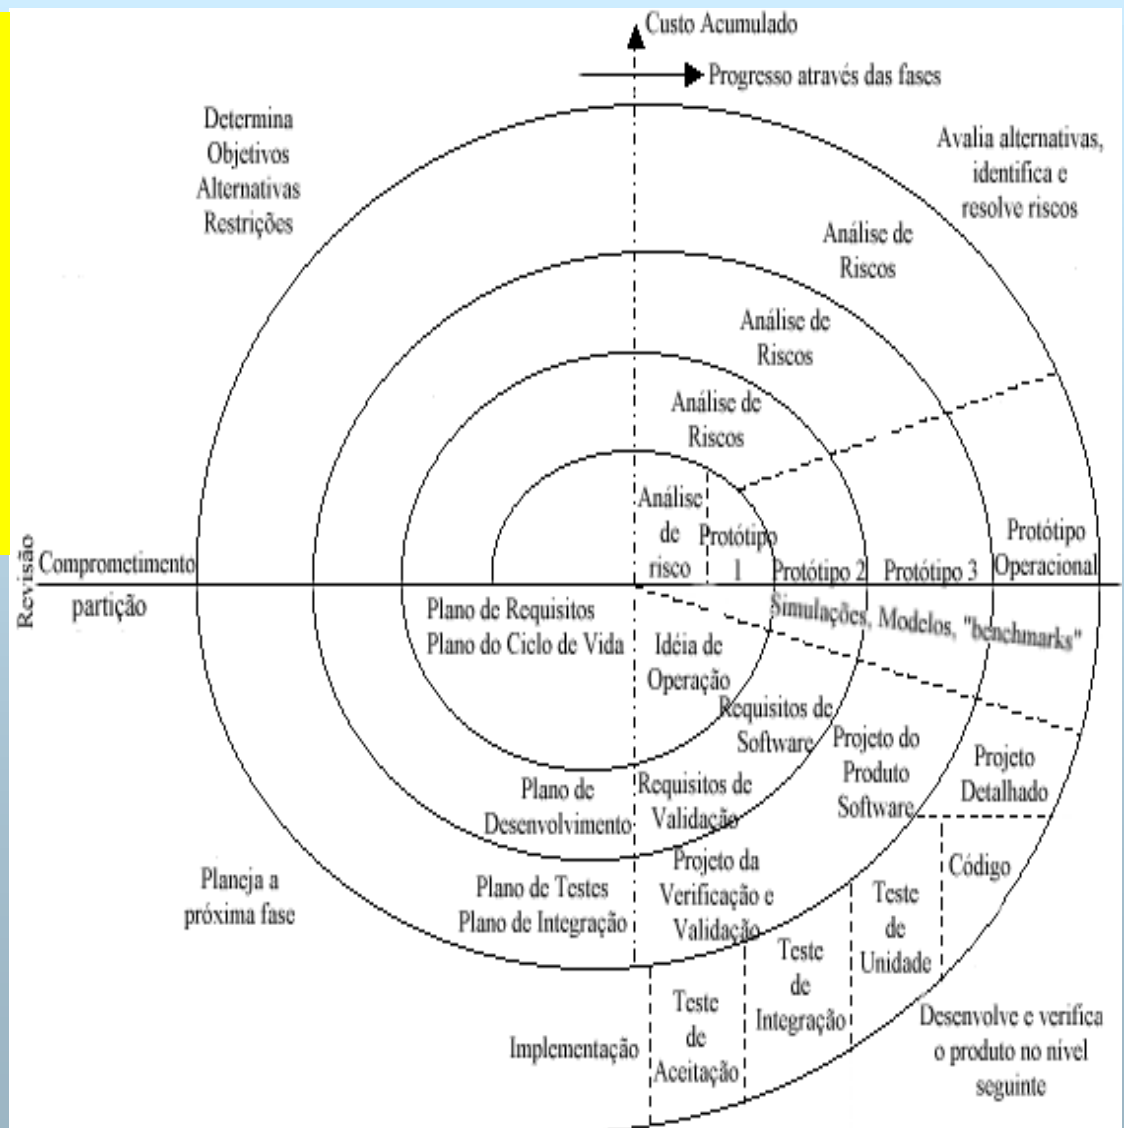 Custo Acumulado
Progresso através das fases
Determina
Objetivos
Alternativas
Restrições
Avalia alternativas,
identifica e
resolve riscos
Análise de
Riscos
Análise de
Riscos
Análise de
Riscos
Análise
de
risco
Protótipo
1
Protótipo 2
Protótipo 3
Protótipo
Operacional
Revisão
Comprometimento
partição
Simulações, Modelos, "benchmarks"
Plano de Requisitos
Plano do Ciclo de Vida
Idéia de
Operação
Requisitos de
Software
Projeto do
Produto
Software
Projeto
Detalhado
Plano de
Desenvolvimento
Requisitos de
Validação
Planeja a
próxima fase
Plano de Testes
Plano de Integração
Projeto da
Verificação e
Validação
Código
Teste
de
Unidade
Teste
de
Integração
Teste
de
Aceitação
Implementação
Desenvolve e verifica
o produto no nível
seguinte